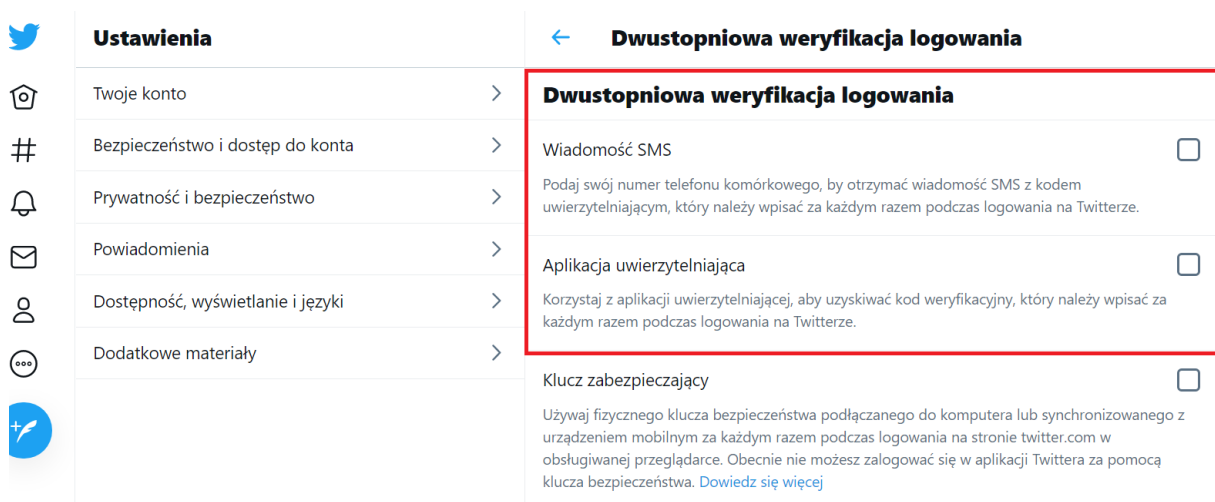 Ustawienia
Twoje konto
Bezpieczeństwo i dostęp do konta
Prywatność i bezpieczeństwo
Powiadomienia
Dostępność, wyświetlanie i języki
Dodatkowe materiały
Dwustopniowa weryfikacja logowania
Dwustopniowa weryfikacja logowania
Wiadomość SMS
Podaj swój numer telefonu komórkowego, by otrzymać wiadomość SMS z kodem
uwierzytelniającym, który należy wpisać za każdym razem podczas logowania na Twitterze.
Aplikacja uwierzytelniająca
Korzystaj z aplikacji uwierzytelniającej, aby uzyskiwać kod weryfikacyjny, który należy wpisać za
każdym razem podczas logowania na Twitterze.
Klucz zabezpieczający
Używaj fizycznego klucza bezpieczeństwa podłączanego do komputera lub synchronizowanego z
urządzeniem mobilnym za każdym razem podczas logowania na stronie twitter.com w
obsługiwanej przeglądarce. Obecnie nie możesz zalogować się w aplikacji Twittera za pomocą
klucza bezpieczeństwa. Dowiedz się więcej